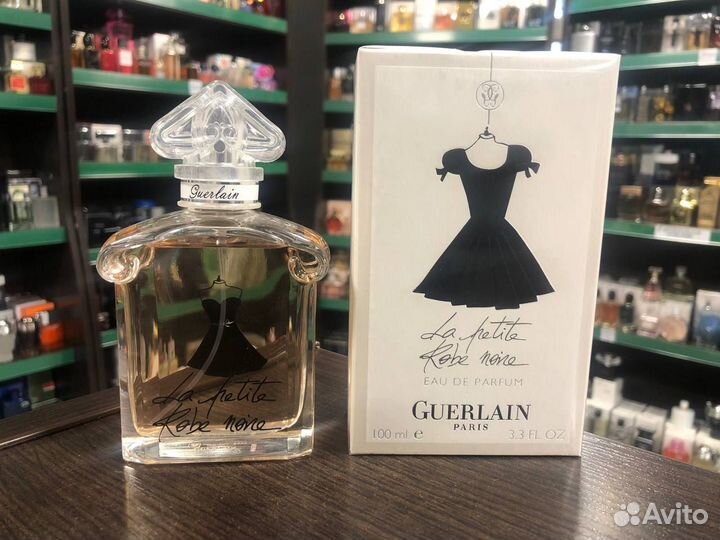 Guerlain
La petite
Robe noire
La petite
Robe noire
EAU DE PARFUM
GUERLAIN
PARIS
100 ml e 3.3 FL OZ
Avito